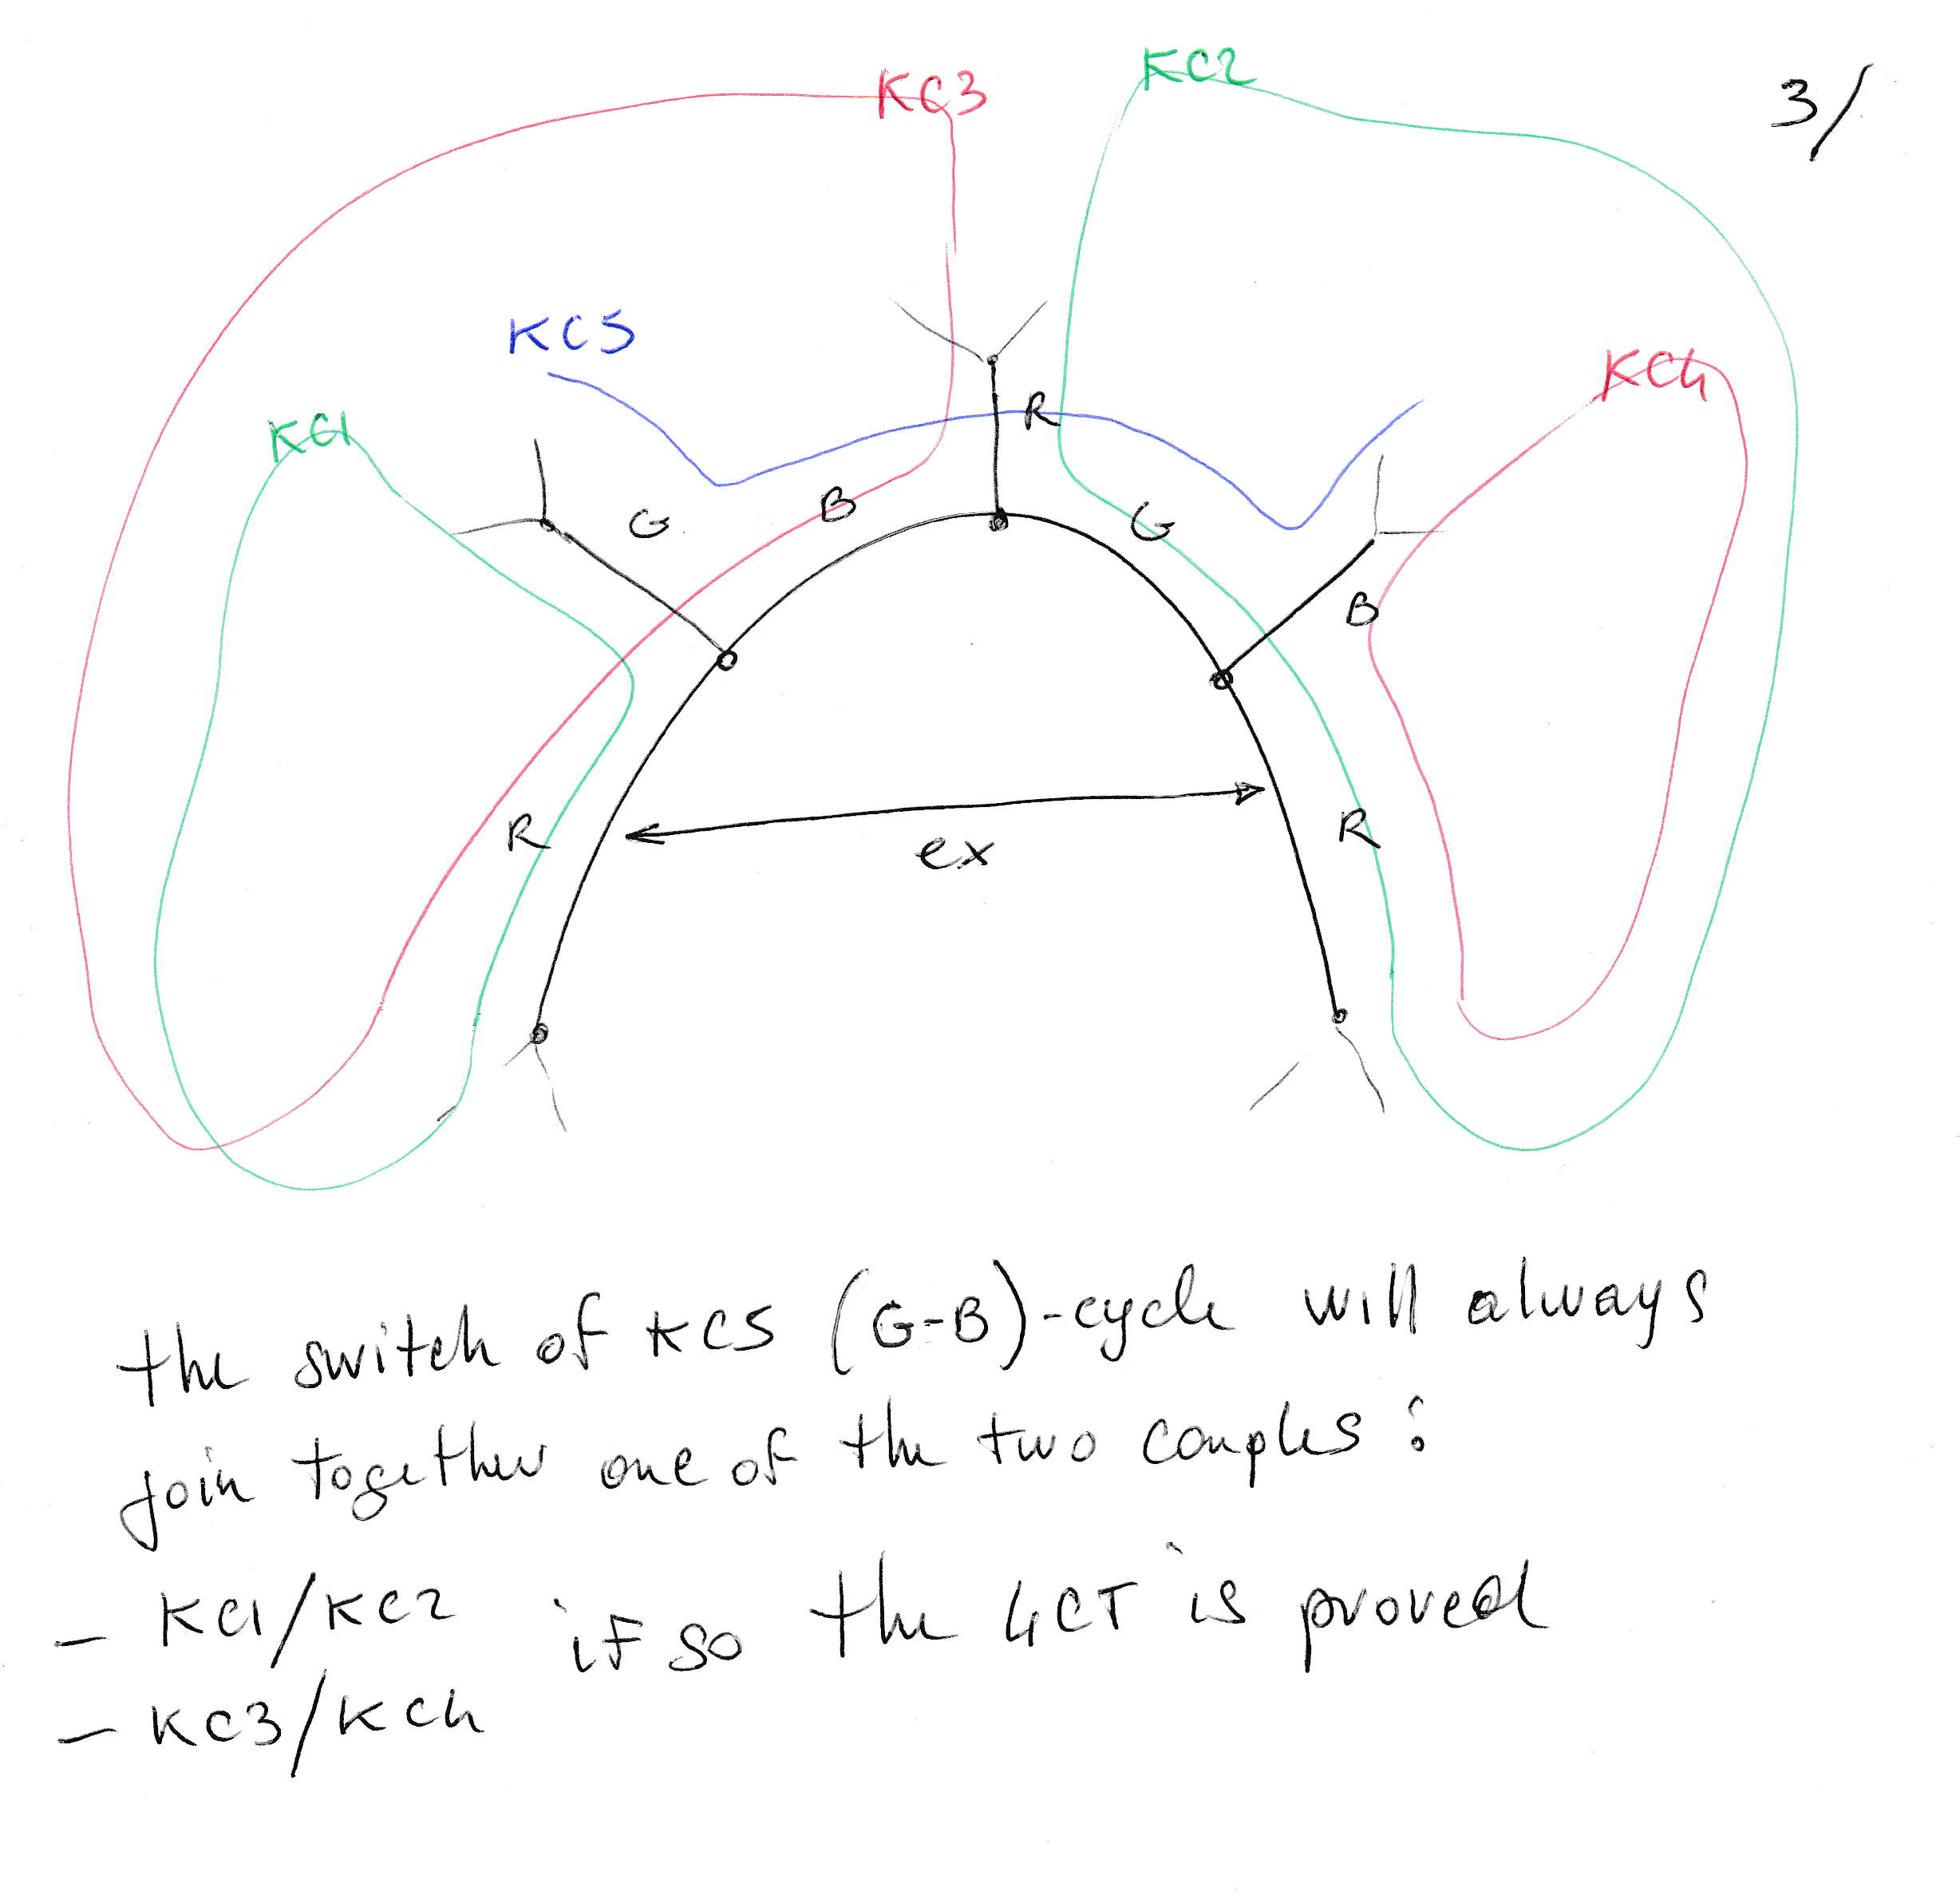 KC3
KC2
3/
KC5
KC4
KC1
R
B
G
G
B
R
R
ex
the switch of KC5 (G-B)-cycle will always
join together one of the two couples:
- KC1/KC2 if so the 4CT is proved
- KC3/KC4